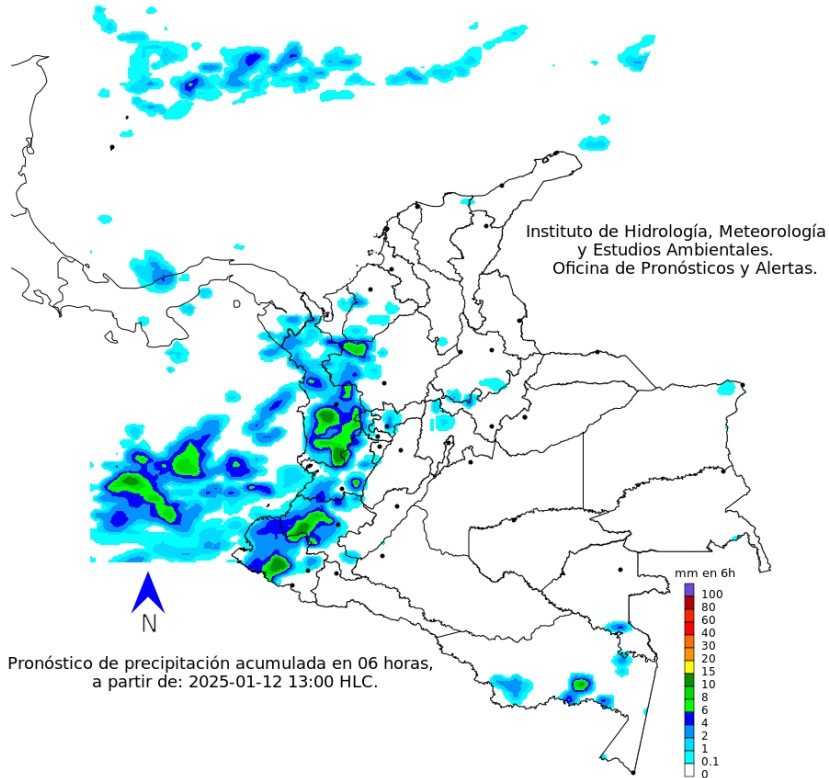 Instituto de Hidrología, Meteorología
y Estudios Ambientales.
Oficina de Pronósticos y Alertas.
mm en 6h
100
80
60
40
30
20
15
10
8
6
4
2
1
0.1
0
N
Pronóstico de precipitación acumulada en 06 horas,
a partir de: 2025-01-12 13:00 HLC.